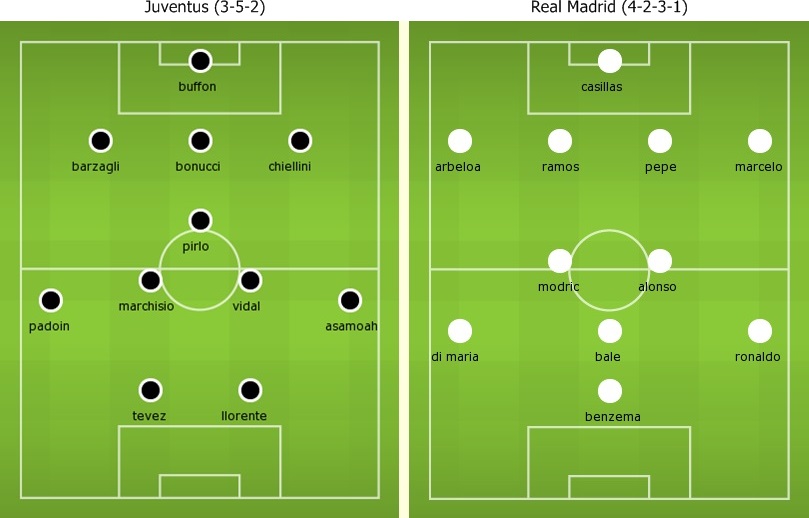 Juventus (3-5-2)
buffon
barzagli bonucci chiellini
pirlo
marchisio vidal
padoin asamoah
tevez llorente
Real Madrid (4-2-3-1)
casillas
arbeloa ramos pepe marcelo
modric alonso
di maria bale ronaldo
benzema